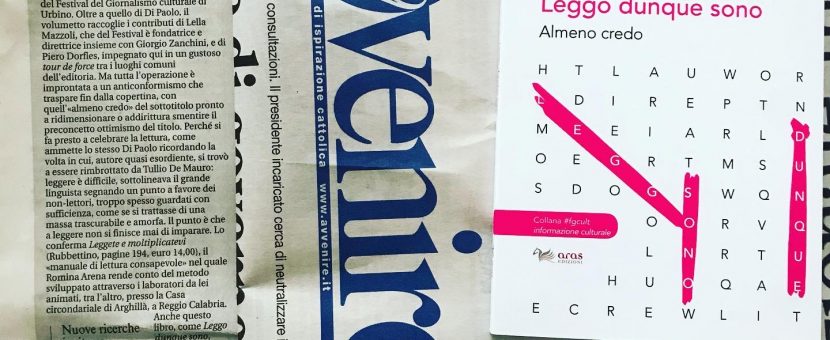 del Festival del Giornalismo culturale di
Urbino. Oltre a quello di Di Paolo, il
volumetto raccoglie i contributi di Lella
Mazzoli, che del Festival è fondatrice e
direttrice insieme con Giorgio Zanchini, e di
Piero Dorfles, impegnato qui in un gustoso
tour de force tra i luoghi comuni
dell'editoria. Ma tutta l'operazione è
improntata a un anticonformismo che
traspare fin dalla copertina, con
quell'«almeno credo» del sottotitolo pronto
a ridimensionare o addirittura smentire il
preconcetto ottimismo del titolo. Perché si
fa presto a celebrare la lettura, come
ammette lo stesso Di Paolo ricordando la
volta in cui, autore quasi esordiente, si trovò
a essere rimbrottato da Tullio De Mauro:
leggere è difficile, sottolineava il grande
linguista segnando un punto a favore dei
non-lettori, troppo spesso guardati con
sufficienza, come se si trattasse di una
massa trascurabile e amorfa. Il punto è che
a leggere non si finisce mai di imparare. Lo
conferma Leggete e moltiplicatevi
(Rubbettino, pagine 194, euro 14,00), il
«manuale di lettura consapevole» nel quale
Romina Arena rende conto del metodo
sviluppato attraverso i laboratori da lei
animati, tra l'altro, presso la Casa
circondariale di Arghillà, a Reggio Calabria.
Anche questo
libro, come Leggo
dunque sono,
Nuove ricerche
consultazioni. Il presidente incaricato cerca di neutralizzare i
di ispirazione cattolica
www.avvenire.it
venire
Leggo dunque sono
Almeno credo
H T L A U W O R
L D I R E P T N
M E E I A R L D
O E G R T M S U
S D O G S W Q N
O O R V Q
L N R T U
H U O Q A E
E C R E W L I T
Collana #fgcult
informazione culturale
aras
EDIZIONI